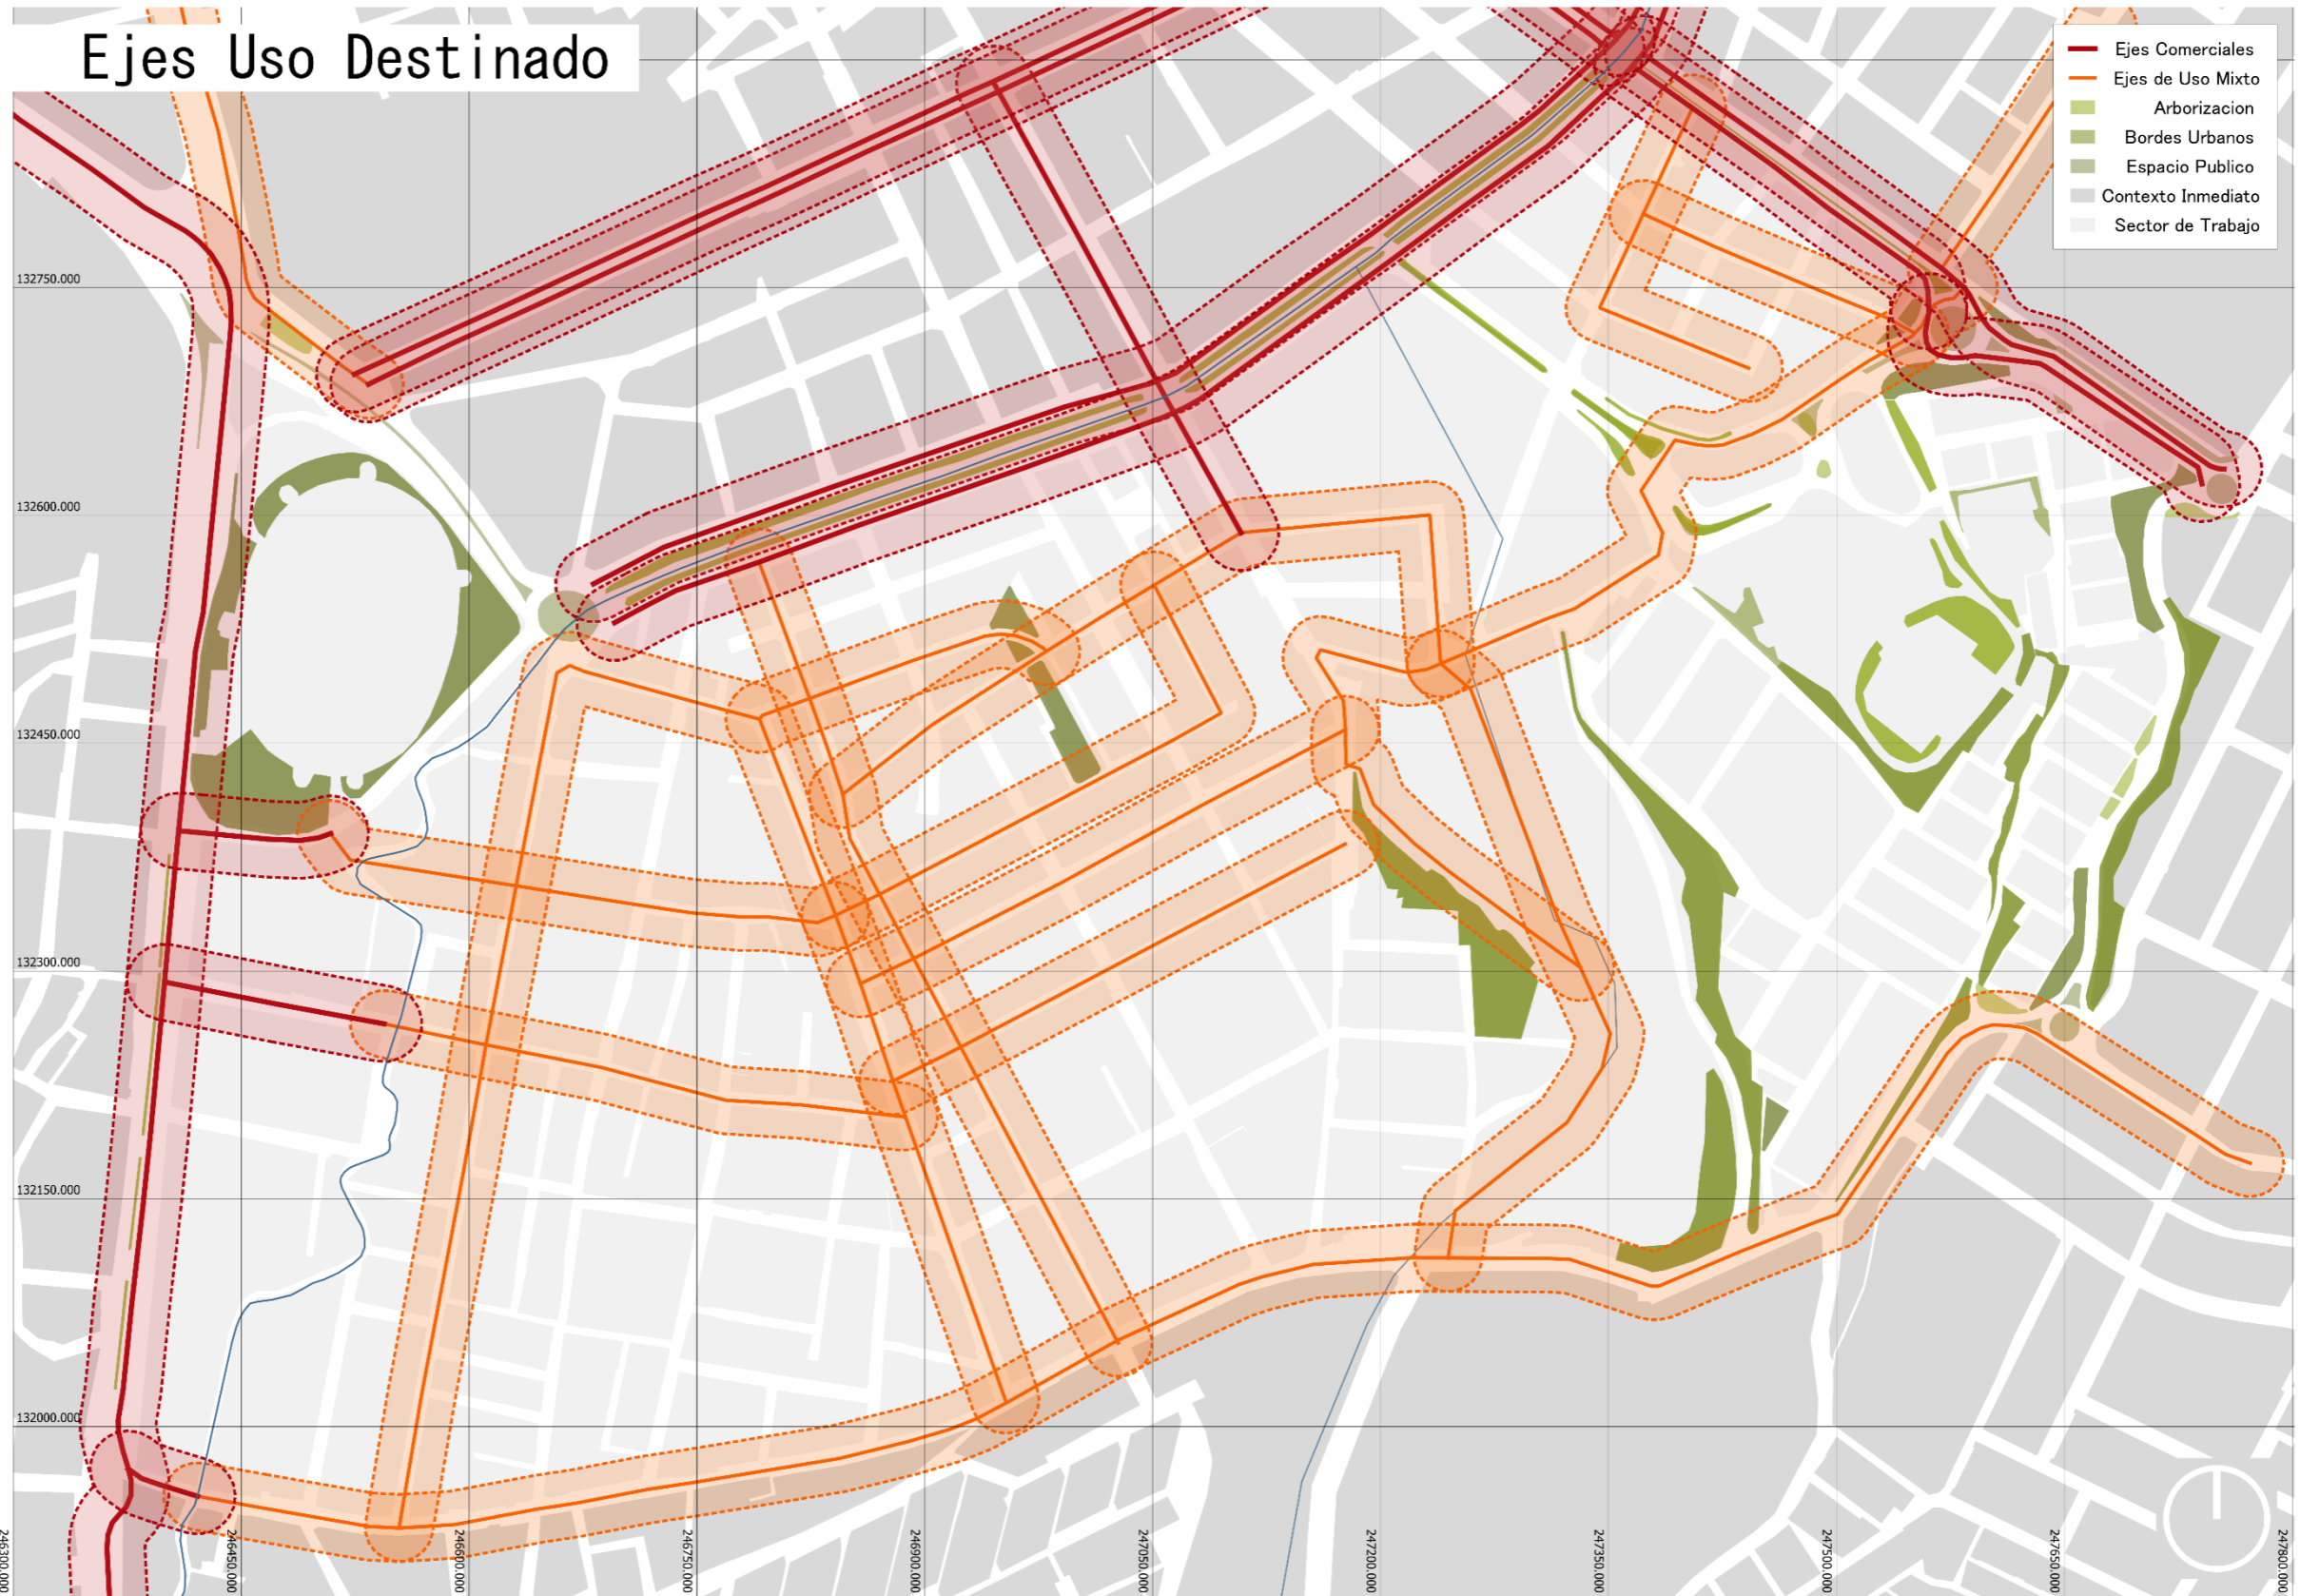 Ejes Uso Destinado
Ejes Comerciales
Ejes de Uso Mixto
Arborizacion
Bordes Urbanos
Espacio Publico
Contexto Inmediato
Sector de Trabajo
132750.000
132600.000
132450.000
132300.000
132150.000
132000.000
246300.000
246450.000
246600.000
246750.000
246900.000
247050.000
247200.000
247350.000
247500.000
247650.000
247800.000